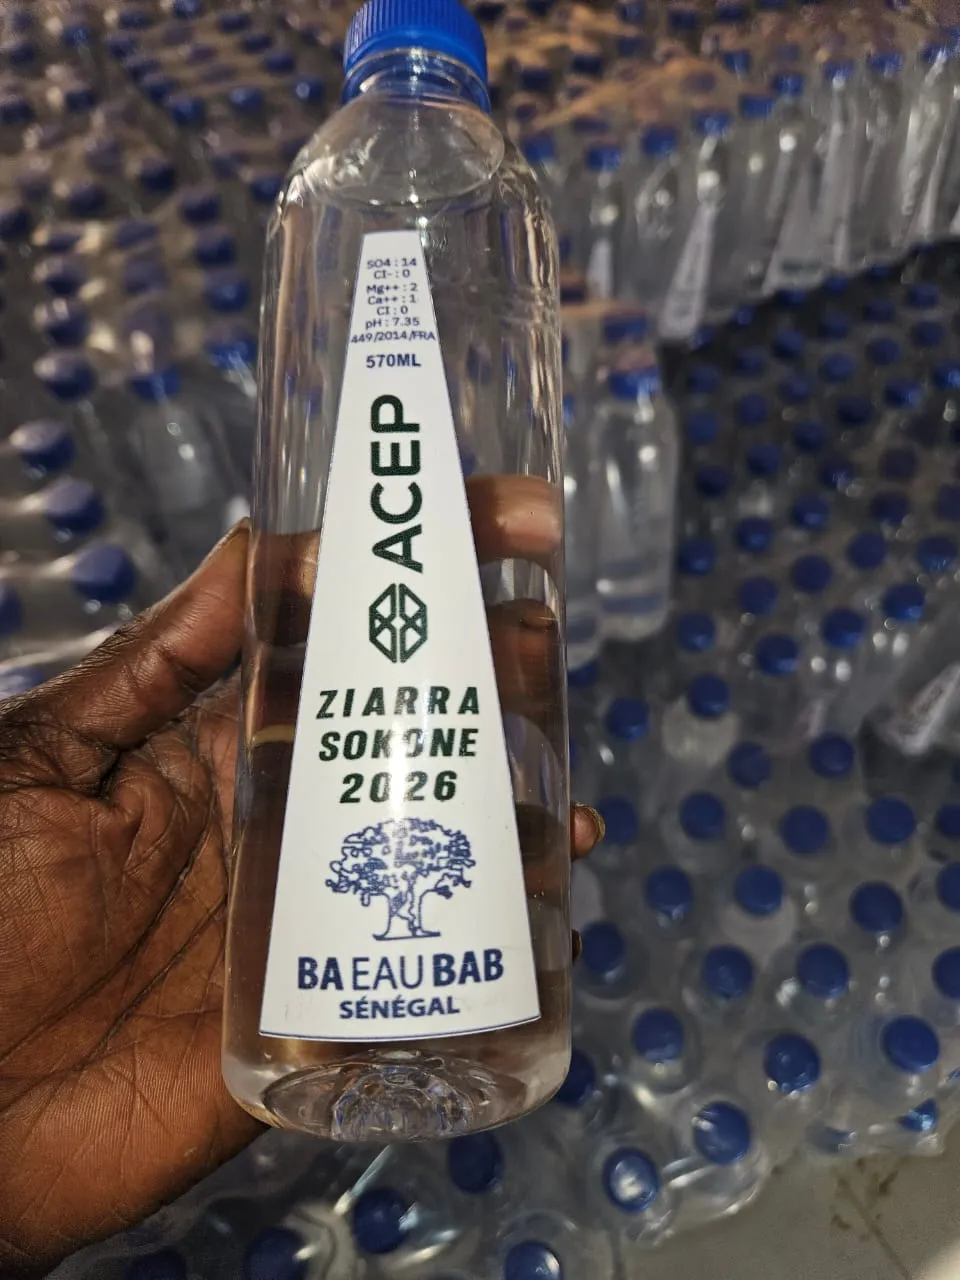 SO4 : 14
Cl- : 0
Mg++ : 2
Ca++ : 1
Cl : 0
pH : 7.35
449/2014/FRA
570ML
ACEP
ZIARRA
SOKONE
2026
BA EAU BAB
SÉNÉGAL